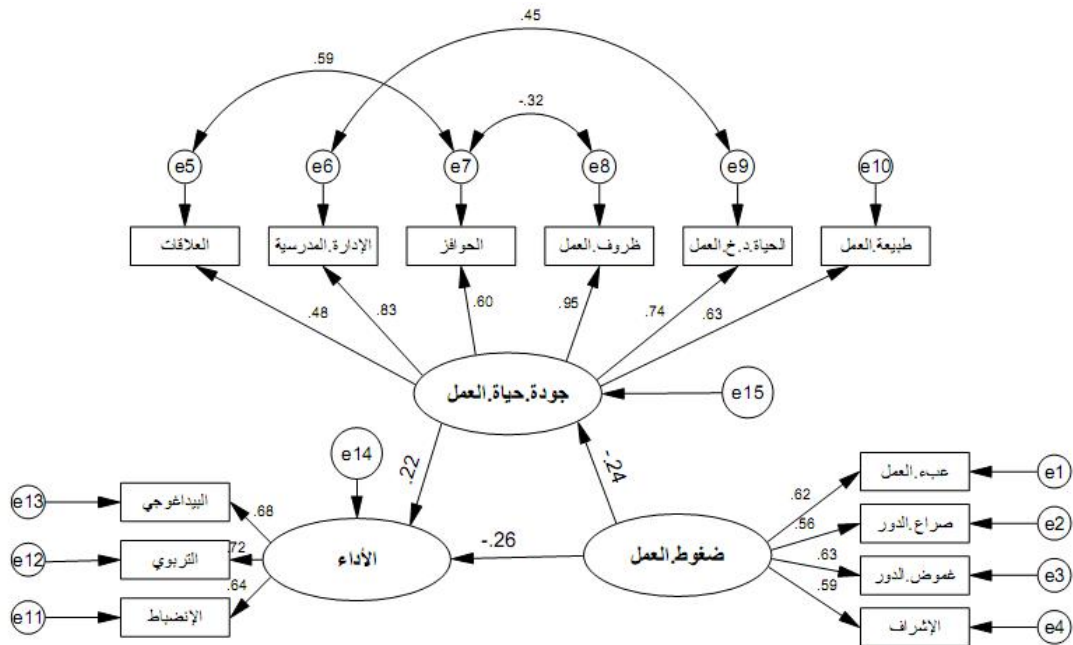 .45
.59
-.32
e5
e6
e7
e8
e9
e10
العلاقات
الإدارة.المدرسية
الحوافز
ظروف.العمل
الحياة.د.خ.العمل
طبيعة.العمل
.48
.83
.60
.95
.74
.63
جودة.حياة.العمل
e15
e14
.22
-.24
e13
البيداغوجي
.68
e12
التربوي
.72
e11
الإنضباط
.64
الأداء
-.26
ضغوط.العمل
.62
عبء.العمل
e1
.56
صراع.الدور
e2
.63
غموض.الدور
e3
.59
الإشراف
e4